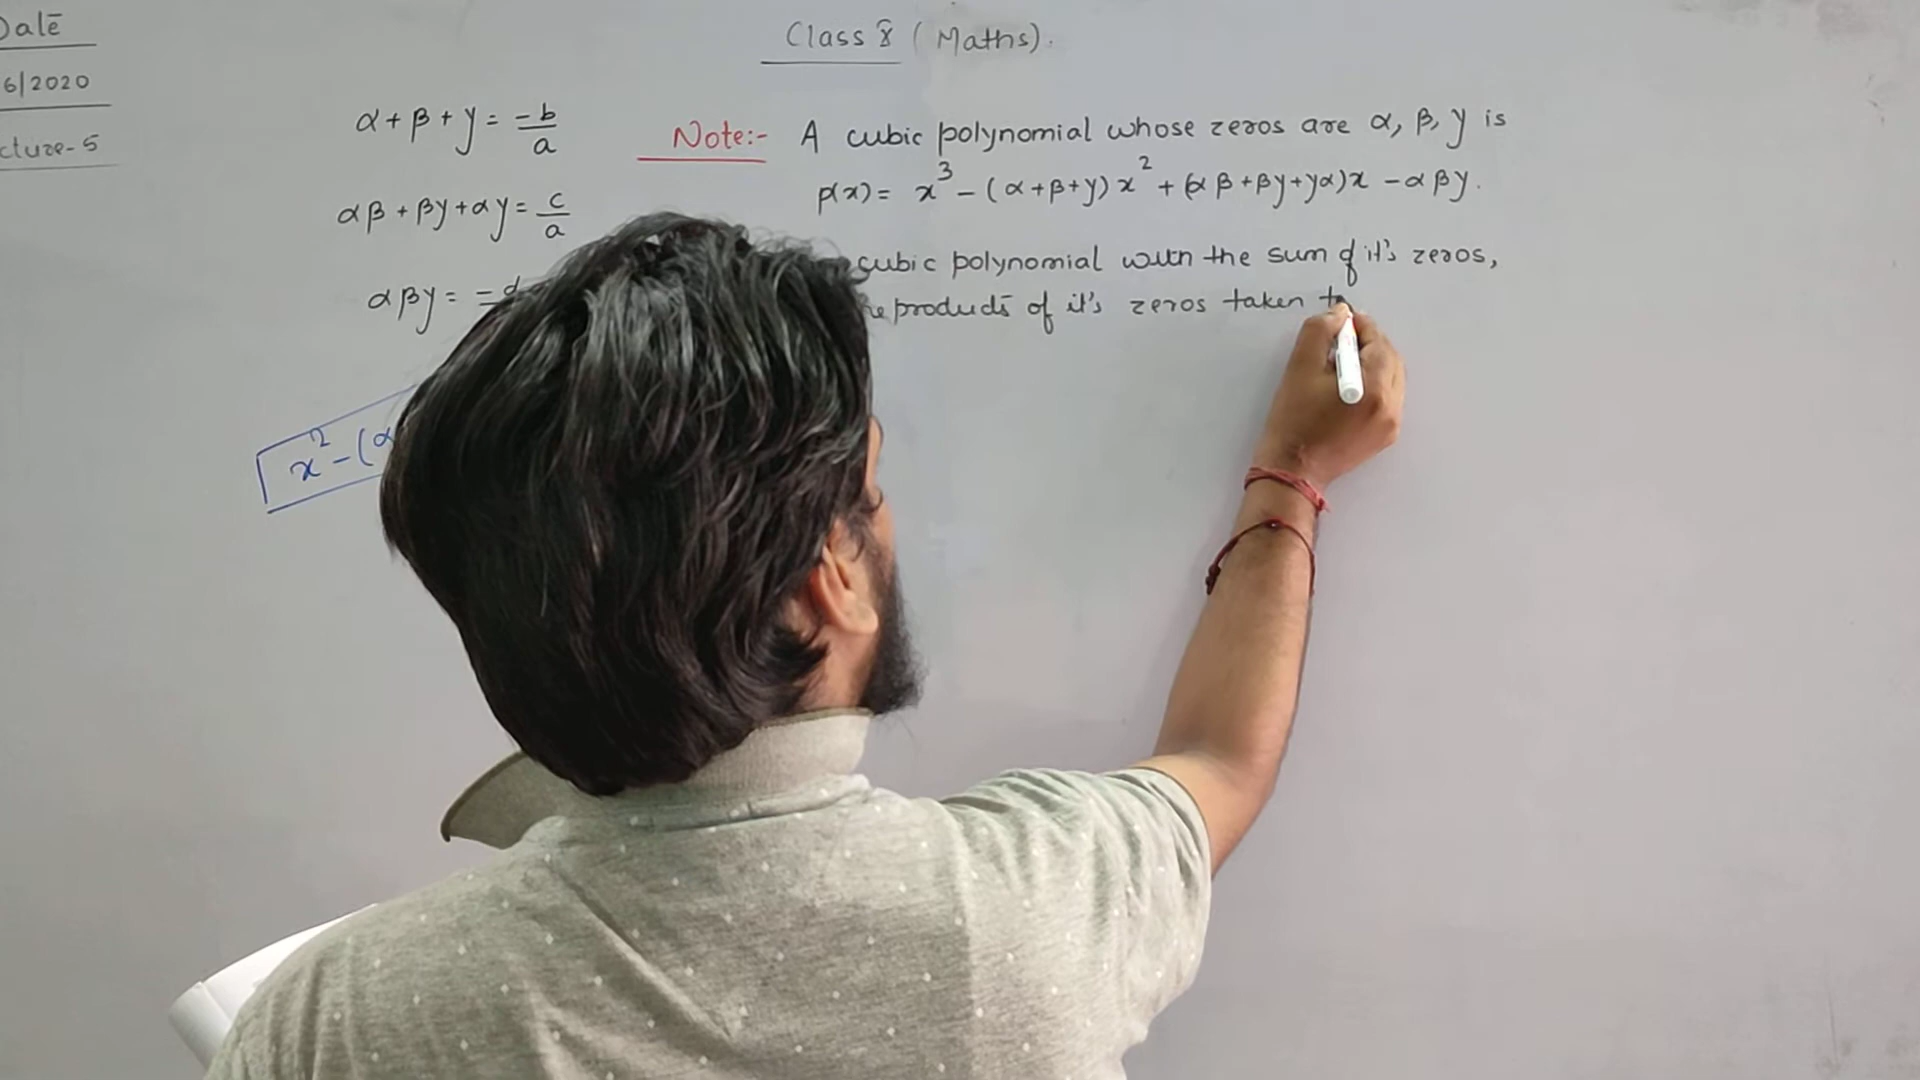 Class 8 (Maths).
Date
6/2020
cture-5
α+β+γ = -b/a
αβ+βγ+αγ = c/a
αβγ = -d
x²-(α
Note:- A cubic polynomial whose zeros are α, β, γ is
p(x) = x³-(α+β+γ)x²+(αβ+βγ+γα)x -αβγ.
cubic polynomial with the sum of it's zeros,
products of it's zeros taken t